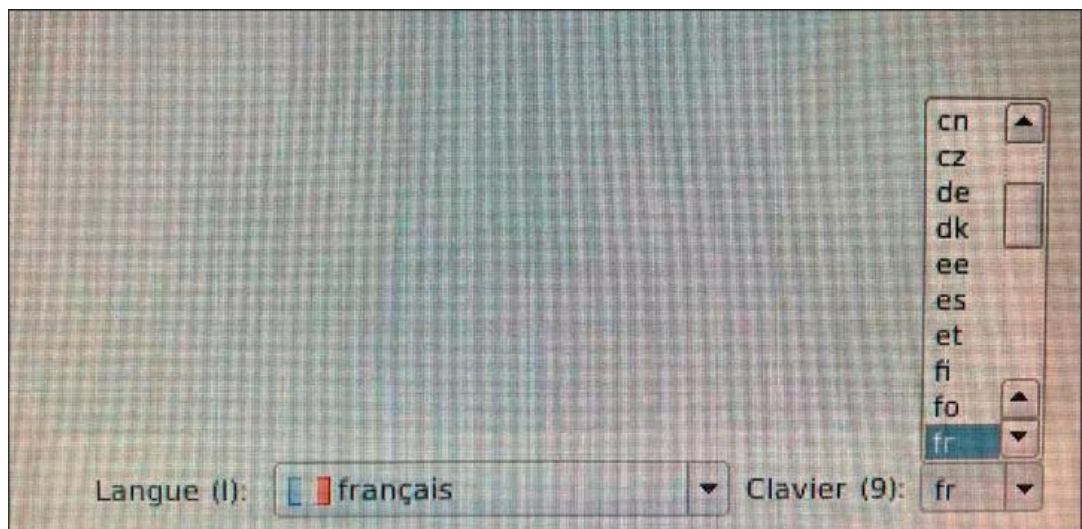 cn
cz
de
dk
ee
es
et
fi
fo
fr
Langue (l): français Clavier (9): fr